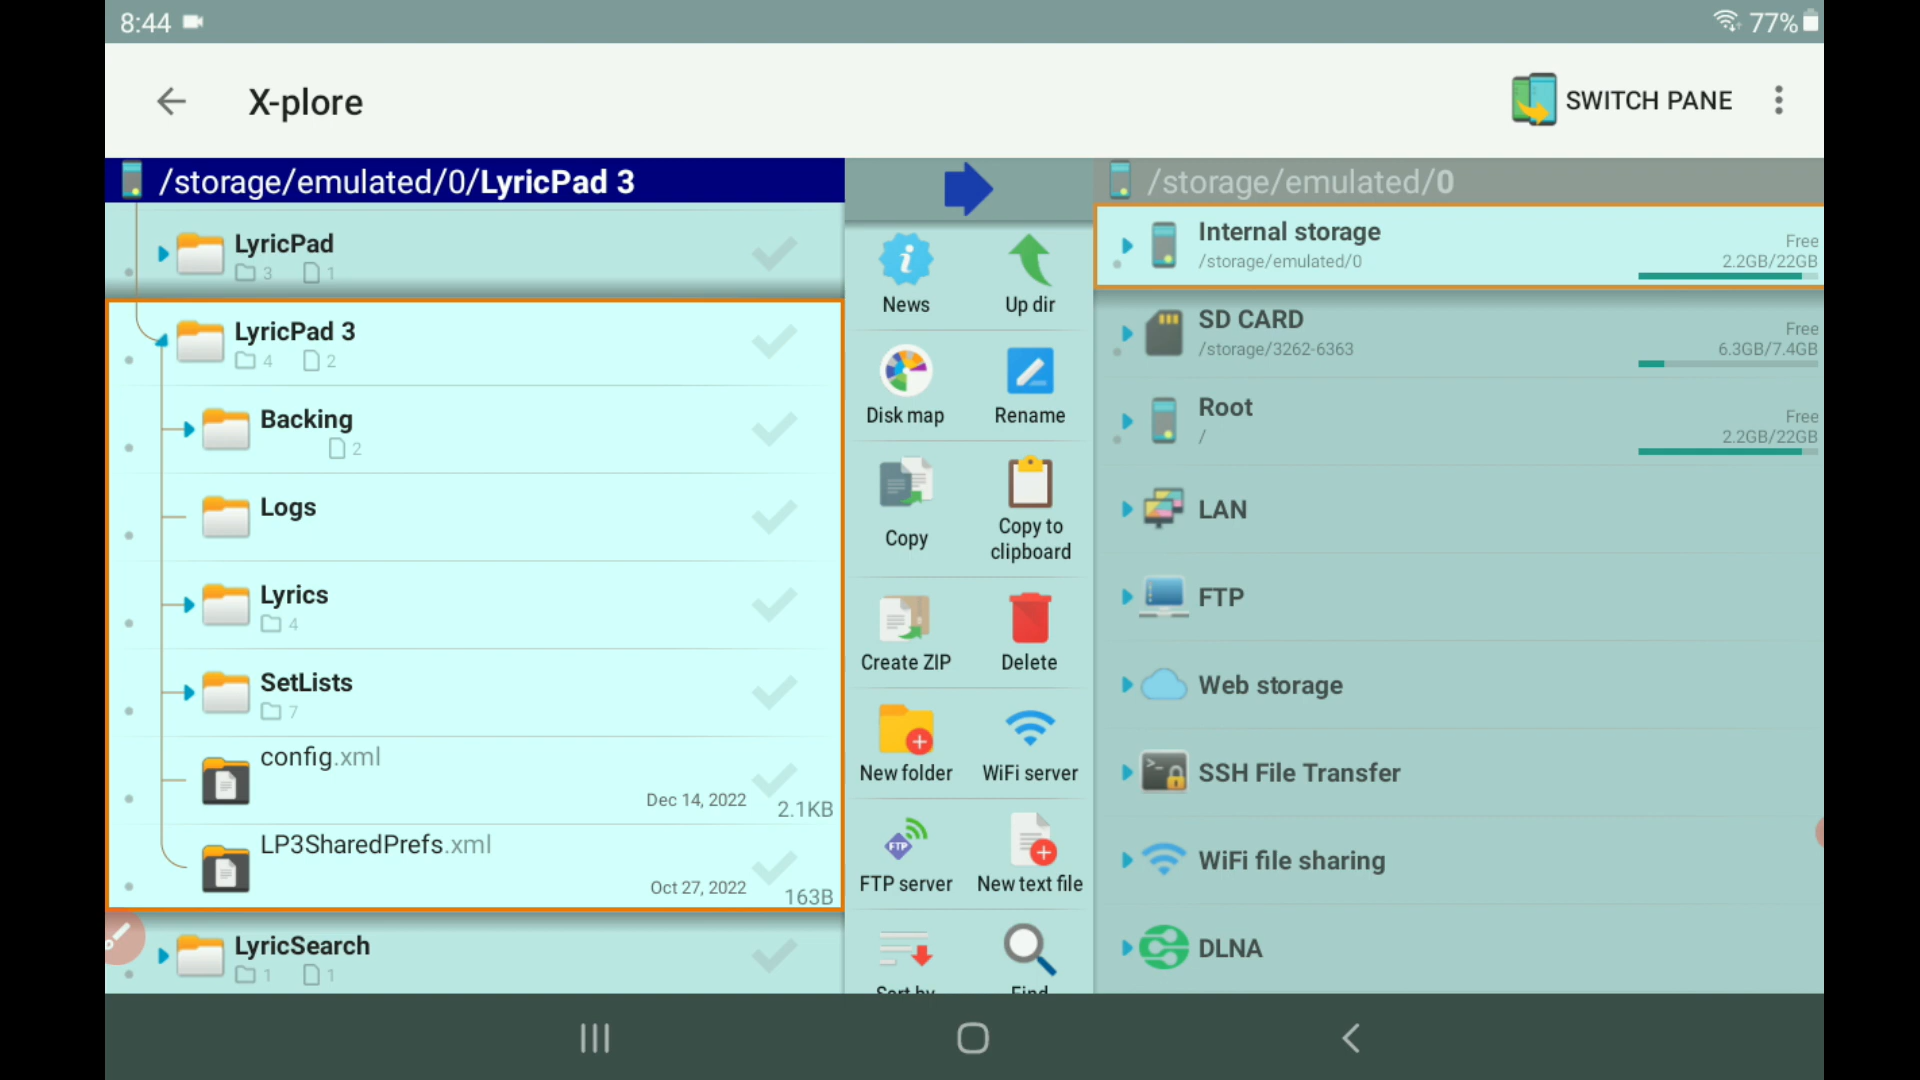 8:44
77%
X-plore
SWITCH PANE
/storage/emulated/0/LyricPad 3
LyricPad
3 1
LyricPad 3
4 2
Backing
2
Logs
Lyrics
4
SetLists
7
config.xml
Dec 14, 2022
2.1KB
LP3SharedPrefs.xml
Oct 27, 2022
163B
LyricSearch
1 1
News
Up dir
Disk map
Rename
Copy
Copy to
clipboard
Create ZIP
Delete
New folder
WiFi server
FTP
FTP server
New text file
Sort by
Find
/storage/emulated/0
Internal storage
/storage/emulated/0
Free
2.2GB/22GB
SD CARD
/storage/3262-6363
Free
6.3GB/7.4GB
Root
/
Free
2.2GB/22GB
LAN
FTP
Web storage
SSH File Transfer
WiFi file sharing
DLNA